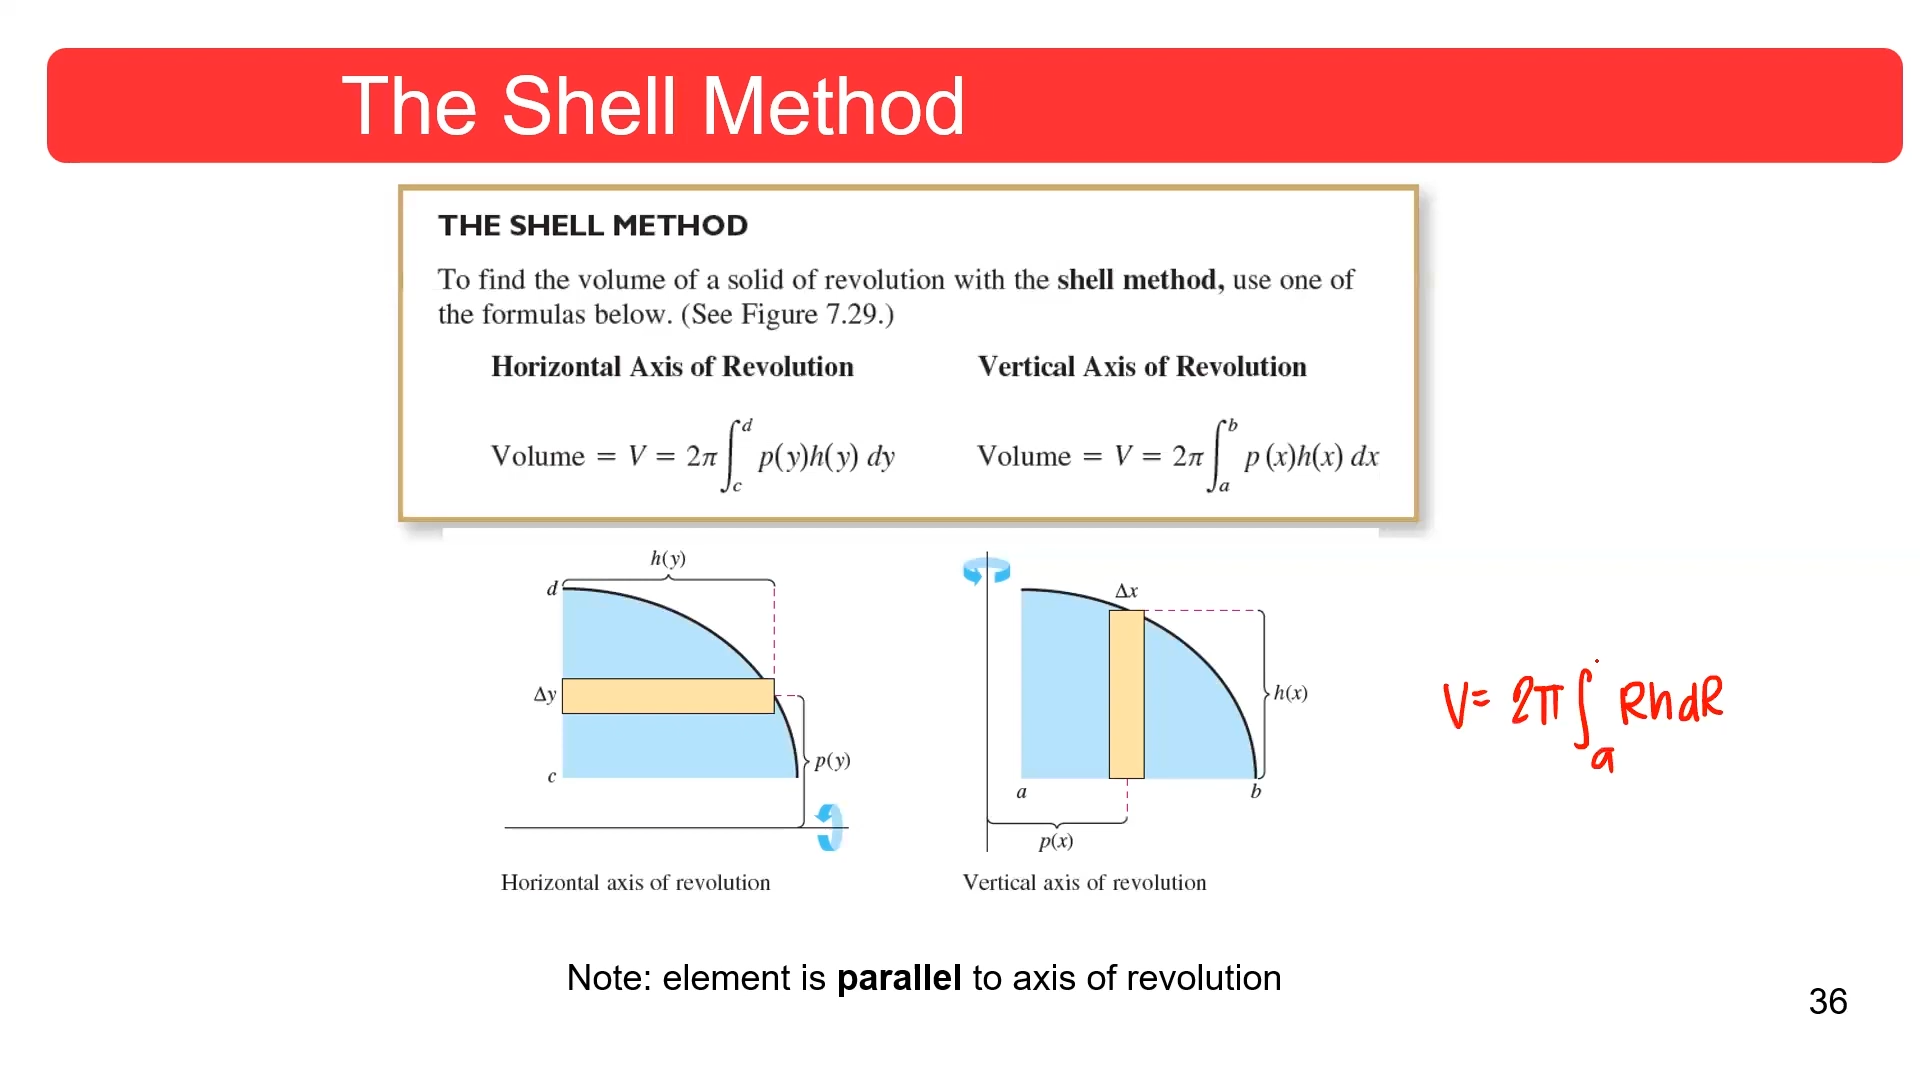 The Shell Method
THE SHELL METHOD
To find the volume of a solid of revolution with the shell method, use one of
the formulas below. (See Figure 7.29.)
Horizontal Axis of Revolution
Vertical Axis of Revolution
Volume = V = 2π∫_c^d p(y)h(y) dy
Volume = V = 2π∫_a^b p(x)h(x) dx
h(y)
d
Δy
c
p(y)
Horizontal axis of revolution
Δx
h(x)
a
b
p(x)
Vertical axis of revolution
V= 2π∫_a RhdR
Note: element is parallel to axis of revolution
36